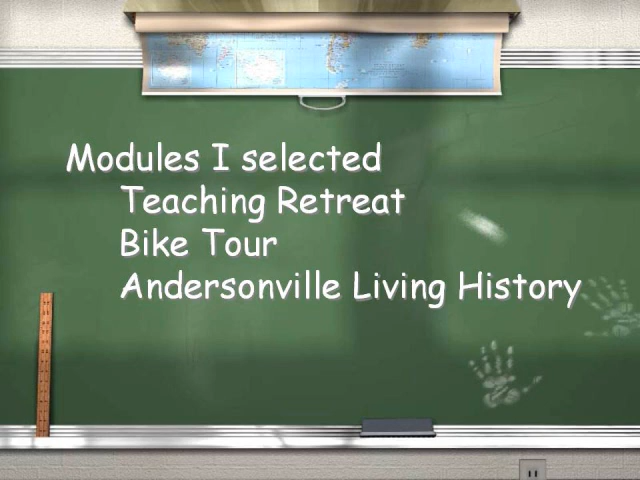 Modules I selected
Teaching Retreat
Bike Tour
Andersonville Living History